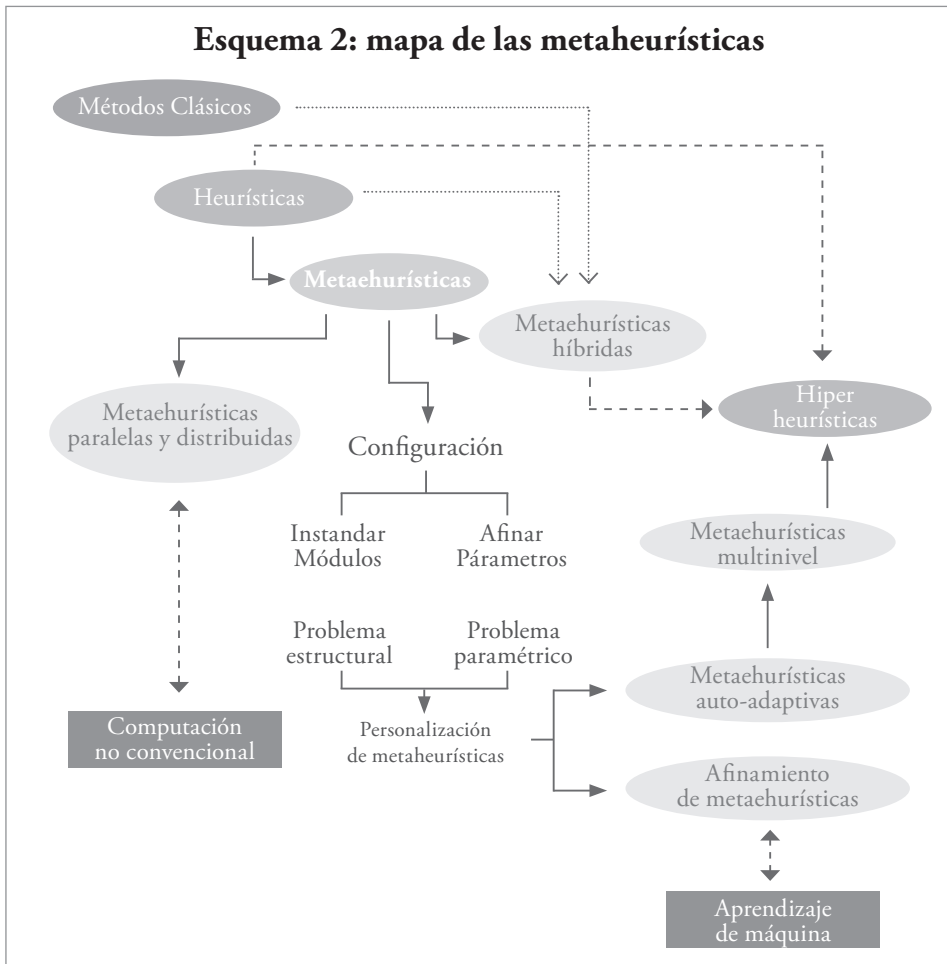 Esquema 2: mapa de las metaheurísticas
Métodos Clásicos
Heurísticas
Metaehurísticas
Metaehurísticas
híbridas
Metaehurísticas
paralelas y distribuidas
Hiper
heurísticas
Configuración
Instandar
Módulos
Afinar
Párametros
Metaehurísticas
multinivel
Problema
estructural
Problema
paramétrico
Metaehurísticas
auto-adaptivas
Computación
no convencional
Personalización
de metaheurísticas
Afinamiento
de metaehurísticas
Aprendizaje
de máquina